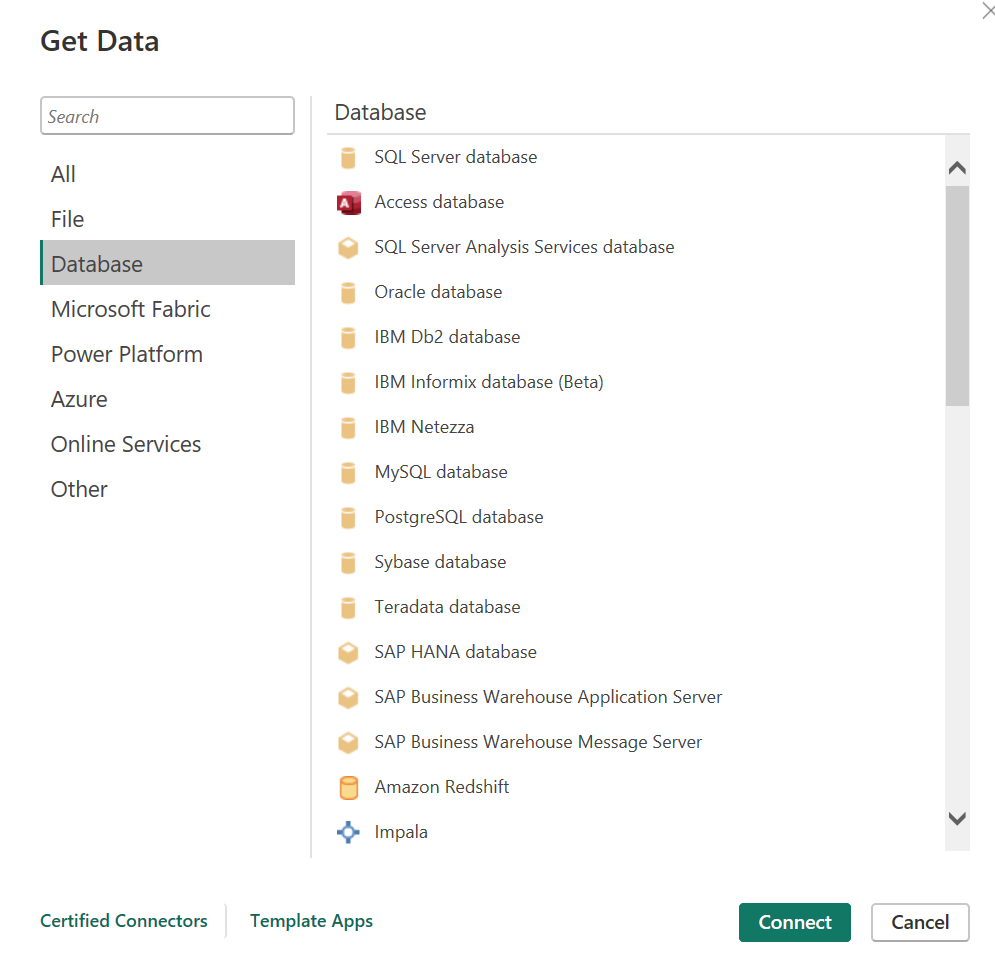 Get Data
Search
All
File
Database
Microsoft Fabric
Power Platform
Azure
Online Services
Other
Database
SQL Server database
Access database
SQL Server Analysis Services database
Oracle database
IBM Db2 database
IBM Informix database (Beta)
IBM Netezza
MySQL database
PostgreSQL database
Sybase database
Teradata database
SAP HANA database
SAP Business Warehouse Application Server
SAP Business Warehouse Message Server
Amazon Redshift
Impala
Certified Connectors
Template Apps
Connect
Cancel